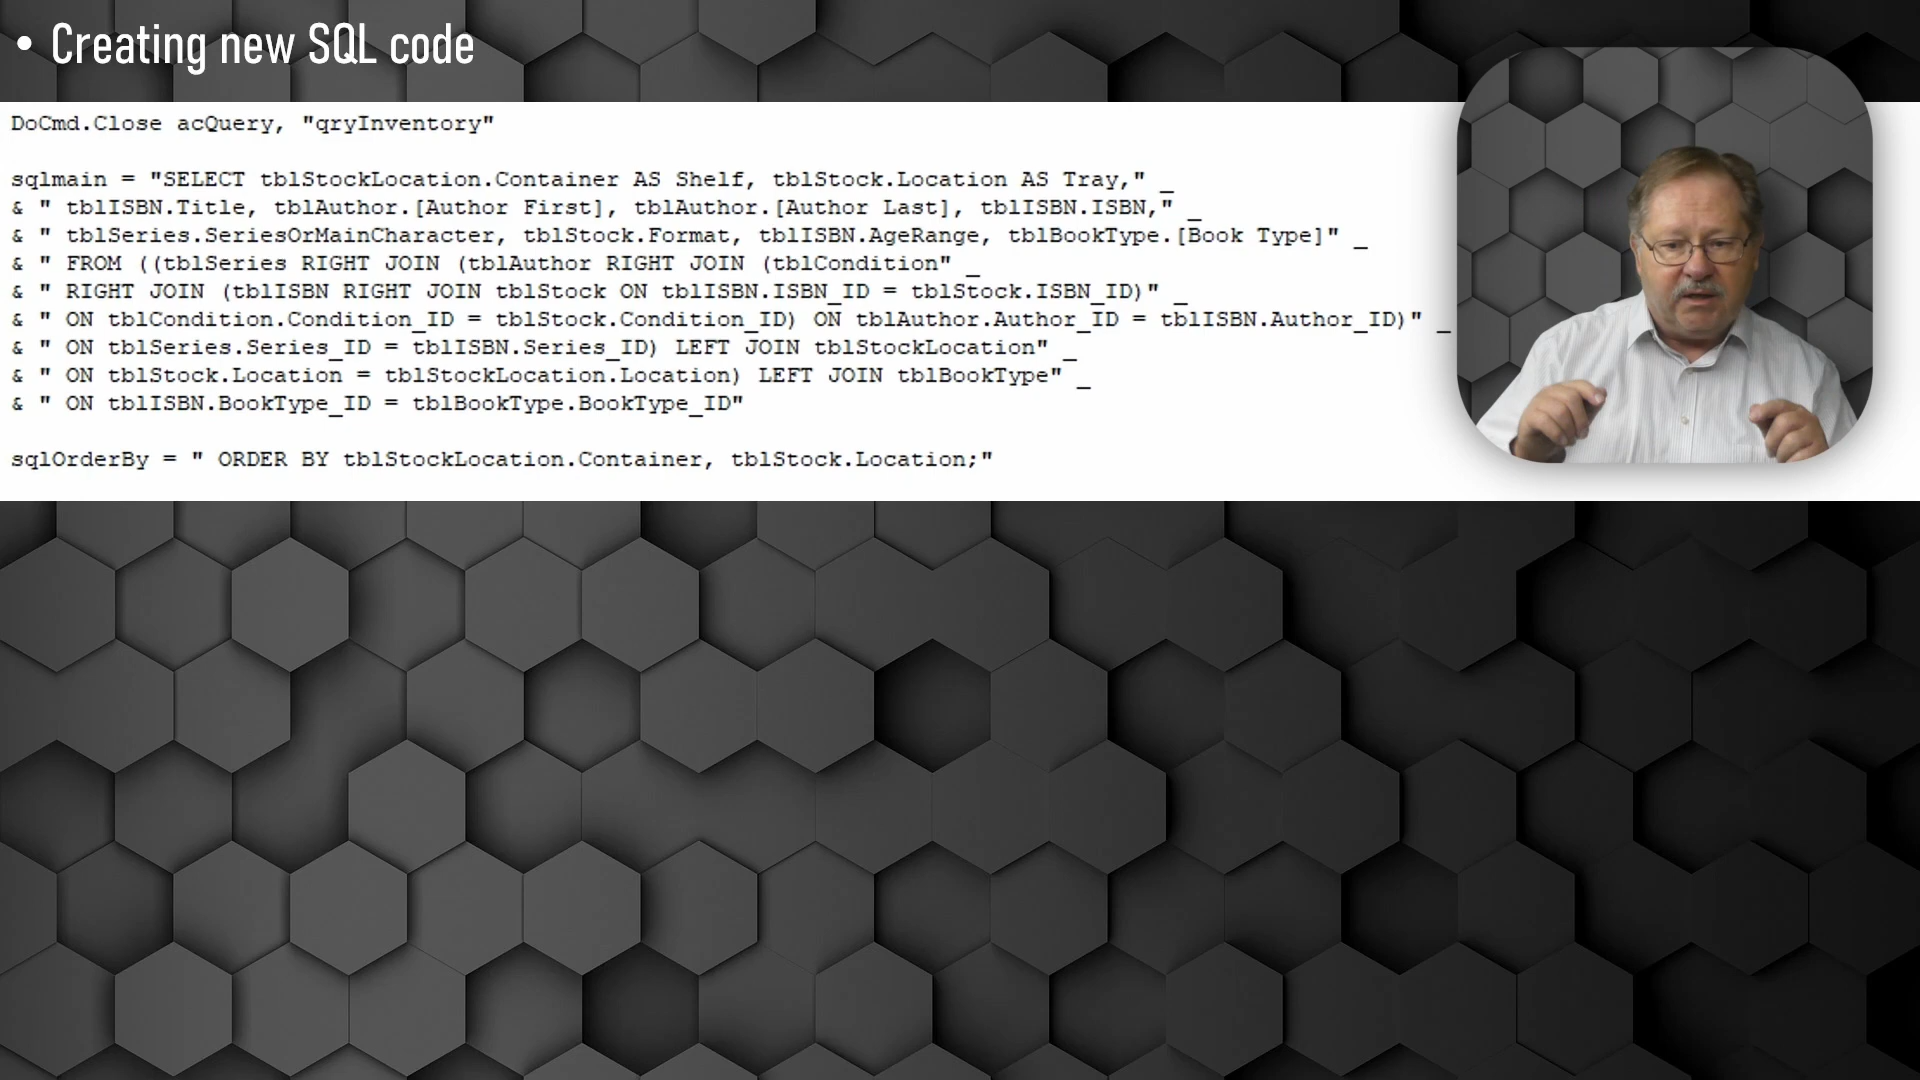 • Creating new SQL code
DoCmd.Close acQuery, "qryInventory"
sqlmain = "SELECT tblStockLocation.Container AS Shelf, tblStock.Location AS Tray," _
& " tblISBN.Title, tblAuthor.[Author First], tblAuthor.[Author Last], tblISBN.ISBN," _
& " tblSeries.SeriesOrMainCharacter, tblStock.Format, tblISBN.AgeRange, tblBookType.[Book Type]" _
& " FROM ((tblSeries RIGHT JOIN (tblAuthor RIGHT JOIN (tblCondition" _
& " RIGHT JOIN (tblISBN RIGHT JOIN tblStock ON tblISBN.ISBN_ID = tblStock.ISBN_ID)" _
& " ON tblCondition.Condition_ID = tblStock.Condition_ID) ON tblAuthor.Author_ID = tblISBN.Author_ID)" _
& " ON tblSeries.Series_ID = tblISBN.Series_ID) LEFT JOIN tblStockLocation" _
& " ON tblStock.Location = tblStockLocation.Location) LEFT JOIN tblBookType" _
& " ON tblISBN.BookType_ID = tblBookType.BookType_ID"
sqlOrderBy = " ORDER BY tblStockLocation.Container, tblStock.Location;"